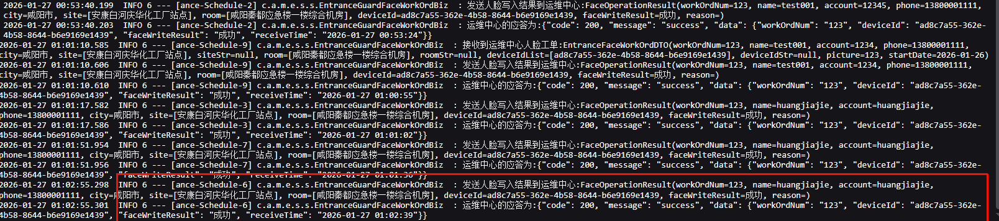 2026-01-27 00:53:40.199  INFO 6 --- [ance-Schedule-2] c.a.m.e.s.s.EntranceGuardFaceWorkOrdBiz  : 发送人脸写入结果到运维中心:FaceOperationResult(workOrdNum=123, name=test001, account=12345, phone=13800001111,
city=咸阳市, site=[安康白河庆华化工厂站点], room=[咸阳秦都应急楼一楼综合机房], deviceId=ad8c7a55-362e-4b58-8644-b6e9169e1439, faceWriteResult=成功, reason=)
2026-01-27 00:53:40.203  INFO 6 --- [ance-Schedule-2] c.a.m.e.s.s.EntranceGuardFaceWorkOrdBiz  : 运维中心的应答为:{"code": 200, "message": "success", "data": {"workOrdNum": "123", "deviceId": "ad8c7a55-362e-
4b58-8644-b6e9169e1439", "faceWriteResult": "成功", "receiveTime": "2026-01-27 00:53:24"}}
2026-01-27 01:01:10.585  INFO 6 --- [ance-Schedule-9] c.a.m.e.s.s.EntranceGuardFaceWorkOrdBiz  : 接收到运维中心人脸工单:EntranceFaceWorkOrdDTO(workOrdNum=123, name=test001, account=1234, phone=13800001111,
city=咸阳市, site=[安康白河庆华化工厂站点], siteStr=null, room=[咸阳秦都应急楼一楼综合机房], roomStr=null, deviceIdList=[ad8c7a55-362e-4b58-8644-b6e9169e1439], deviceIdStr=null, picture=123, startDate=2026-01-26)
2026-01-27 01:01:10.606  INFO 6 --- [ance-Schedule-9] c.a.m.e.s.s.EntranceGuardFaceWorkOrdBiz  : 发送人脸写入结果到运维中心:FaceOperationResult(workOrdNum=123, name=test001, account=1234, phone=13800001111,
city=咸阳市, site=[安康白河庆华化工厂站点], room=[咸阳秦都应急楼一楼综合机房], deviceId=ad8c7a55-362e-4b58-8644-b6e9169e1439, faceWriteResult=成功, reason=)
2026-01-27 01:01:10.610  INFO 6 --- [ance-Schedule-9] c.a.m.e.s.s.EntranceGuardFaceWorkOrdBiz  : 运维中心的应答为:{"code": 200, "message": "success", "data": {"workOrdNum": "123", "deviceId": "ad8c7a55-362e-
4b58-8644-b6e9169e1439", "faceWriteResult": "成功", "receiveTime": "2026-01-27 01:00:55"}}
2026-01-27 01:01:17.582  INFO 6 --- [ance-Schedule-3] c.a.m.e.s.s.EntranceGuardFaceWorkOrdBiz  : 发送人脸写入结果到运维中心:FaceOperationResult(workOrdNum=123, name=huangjiajie, account=huangjiajie,
phone=13800001111, city=咸阳市, site=[安康白河庆华化工厂站点], room=[咸阳秦都应急楼一楼综合机房], deviceId=ad8c7a55-362e-4b58-8644-b6e9169e1439, faceWriteResult=成功, reason=)
2026-01-27 01:01:17.586  INFO 6 --- [ance-Schedule-3] c.a.m.e.s.s.EntranceGuardFaceWorkOrdBiz  : 运维中心的应答为:{"code": 200, "message": "success", "data": {"workOrdNum": "123", "deviceId": "ad8c7a55-362e-
4b58-8644-b6e9169e1439", "faceWriteResult": "成功", "receiveTime": "2026-01-27 01:01:02"}}
2026-01-27 01:01:51.954  INFO 6 --- [ance-Schedule-7] c.a.m.e.s.s.EntranceGuardFaceWorkOrdBiz  : 发送人脸写入结果到运维中心:FaceOperationResult(workOrdNum=123, name=huangjiajie, account=huangjiajie,
phone=13800001111, city=咸阳市, site=[安康白河庆华化工厂站点], room=[咸阳秦都应急楼一楼综合机房], deviceId=ad8c7a55-362e-4b58-8644-b6e9169e1439, faceWriteResult=成功, reason=)
2026-01-27 01:01:51.956  INFO 6 --- [ance-Schedule-7] c.a.m.e.s.s.EntranceGuardFaceWorkOrdBiz  : 运维中心的应答为:{"code": 200, "message": "success", "data": {"workOrdNum": "123", "deviceId": "ad8c7a55-362e-
4b58-8644-b6e9169e1439", "faceWriteResult": "成功", "receiveTime": "2026-01-27 01:01:36"}}
2026-01-27 01:02:55.298  INFO 6 --- [ance-Schedule-6] c.a.m.e.s.s.EntranceGuardFaceWorkOrdBiz  : 发送人脸写入结果到运维中心:FaceOperationResult(workOrdNum=123, name=huangjiajie, account=huangjiajie,
phone=13800001111, city=咸阳市, site=[安康白河庆华化工厂站点], room=[咸阳秦都应急楼一楼综合机房], deviceId=ad8c7a55-362e-4b58-8644-b6e9169e1439, faceWriteResult=成功, reason=)
2026-01-27 01:02:55.301  INFO 6 --- [ance-Schedule-6] c.a.m.e.s.s.EntranceGuardFaceWorkOrdBiz  : 运维中心的应答为:{"code": 200, "message": "success", "data": {"workOrdNum": "123", "deviceId": "ad8c7a55-362e-
4b58-8644-b6e9169e1439", "faceWriteResult": "成功", "receiveTime": "2026-01-27 01:02:39"}}